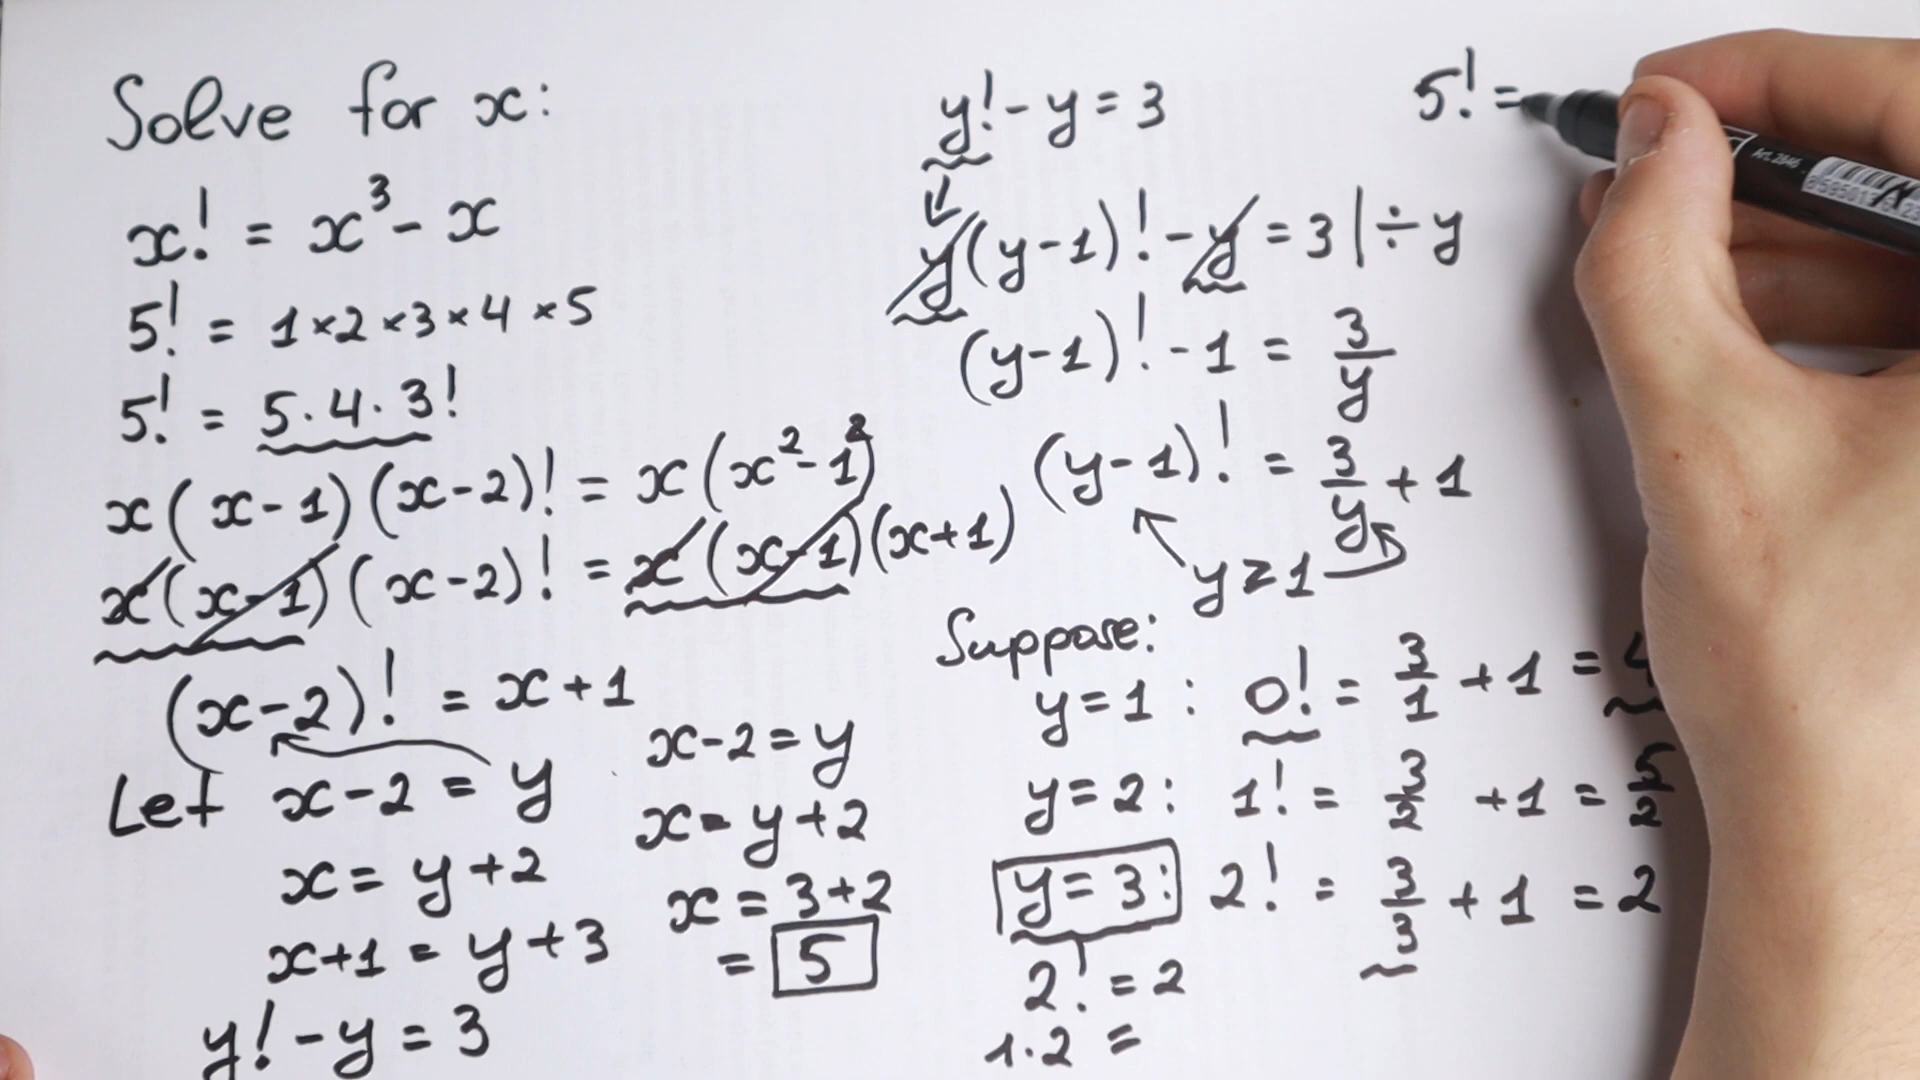 Solve for x:
x! = x³ - x
5! = 1×2×3×4×5
5! = 5·4·3!
x(x-1)(x-2)! = x(x²-1²)
x(x-1)(x-2)! = x(x-1)(x+1)
(x-2)! = x+1
Let x-2 = y
x = y+2
x+1 = y+3
y! - y = 3
x-2 = y
x = y+2
x = 3+2
= 5
y! - y = 3
y(y-1)! - y = 3 | ÷ y
(y-1)! - 1 = 3/y
(y-1)! = 3/y + 1
y ≥ 1
Suppose:
y = 1 : 0! = 3/1 + 1 = 4
y = 2 : 1! = 3/2 + 1 = 5/2
y = 3 : 2! = 3/3 + 1 = 2
2! = 2
1·2 =
5! =